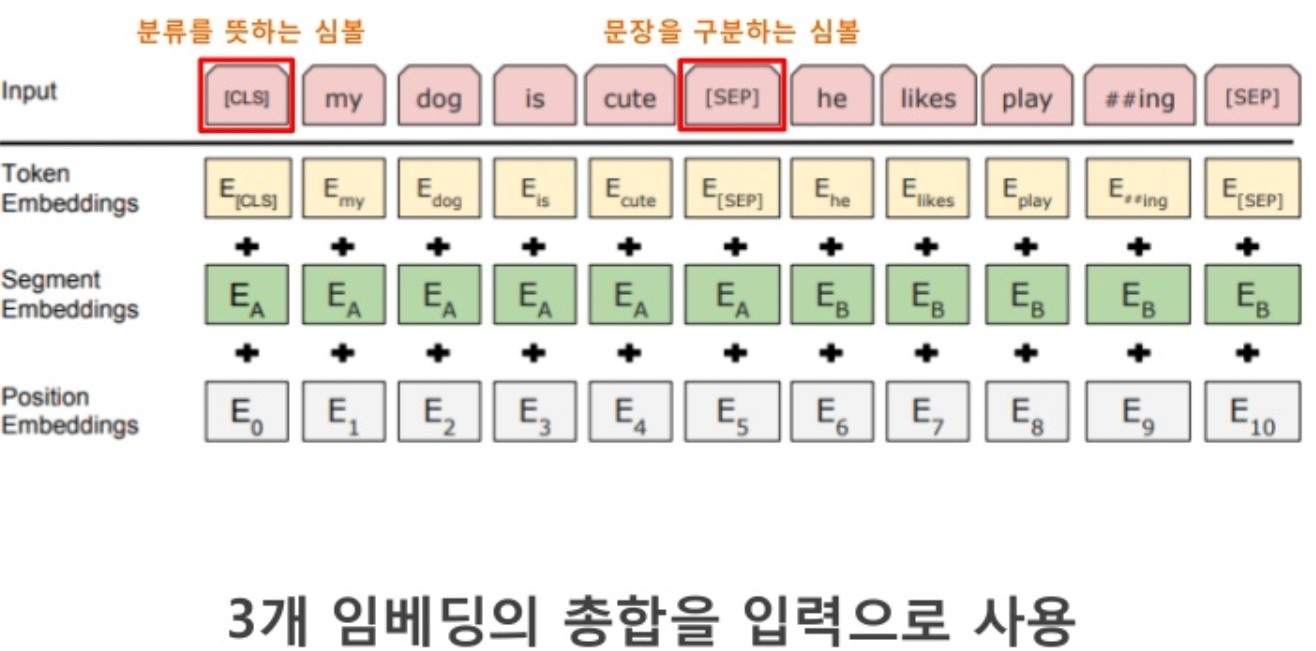 분류를 뜻하는 심볼 문장을 구분하는 심볼
Input [CLS] my dog is cute [SEP] he likes play ##ing [SEP]
Token
Embeddings
E[CLS] Emy Edog Eis Ecute E[SEP] Ehe Elikes Eplay E##ing E[SEP]
+ + + + + + + + + + +
Segment
Embeddings
EA EA EA EA EA EA EB EB EB EB EB
+ + + + + + + + + + +
Position
Embeddings
E0 E1 E2 E3 E4 E5 E6 E7 E8 E9 E10
3개 임베딩의 총합을 입력으로 사용